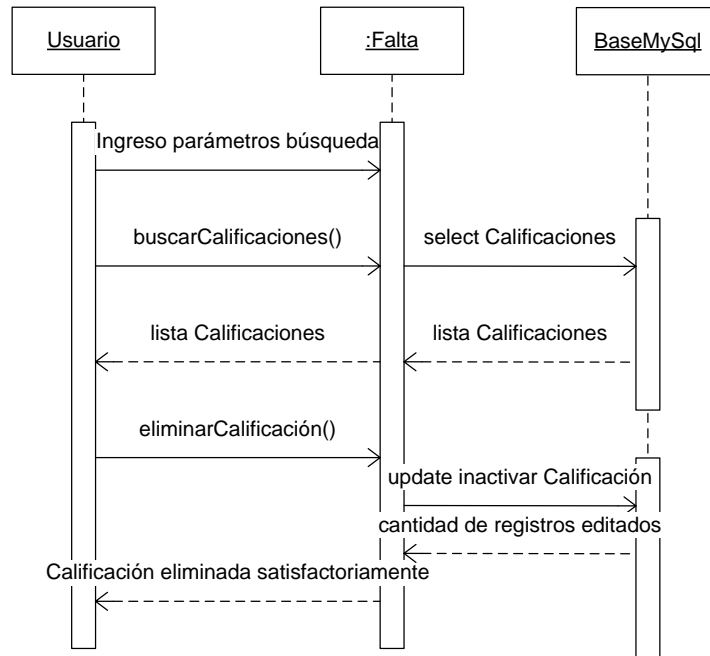 Usuario
:Falta
BaseMySql
Ingreso parámetros búsqueda
buscarCalificaciones()
select Calificaciones
lista Calificaciones
lista Calificaciones
eliminarCalificación()
update inactivar Calificación
cantidad de registros editados
Calificación eliminada satisfactoriamente